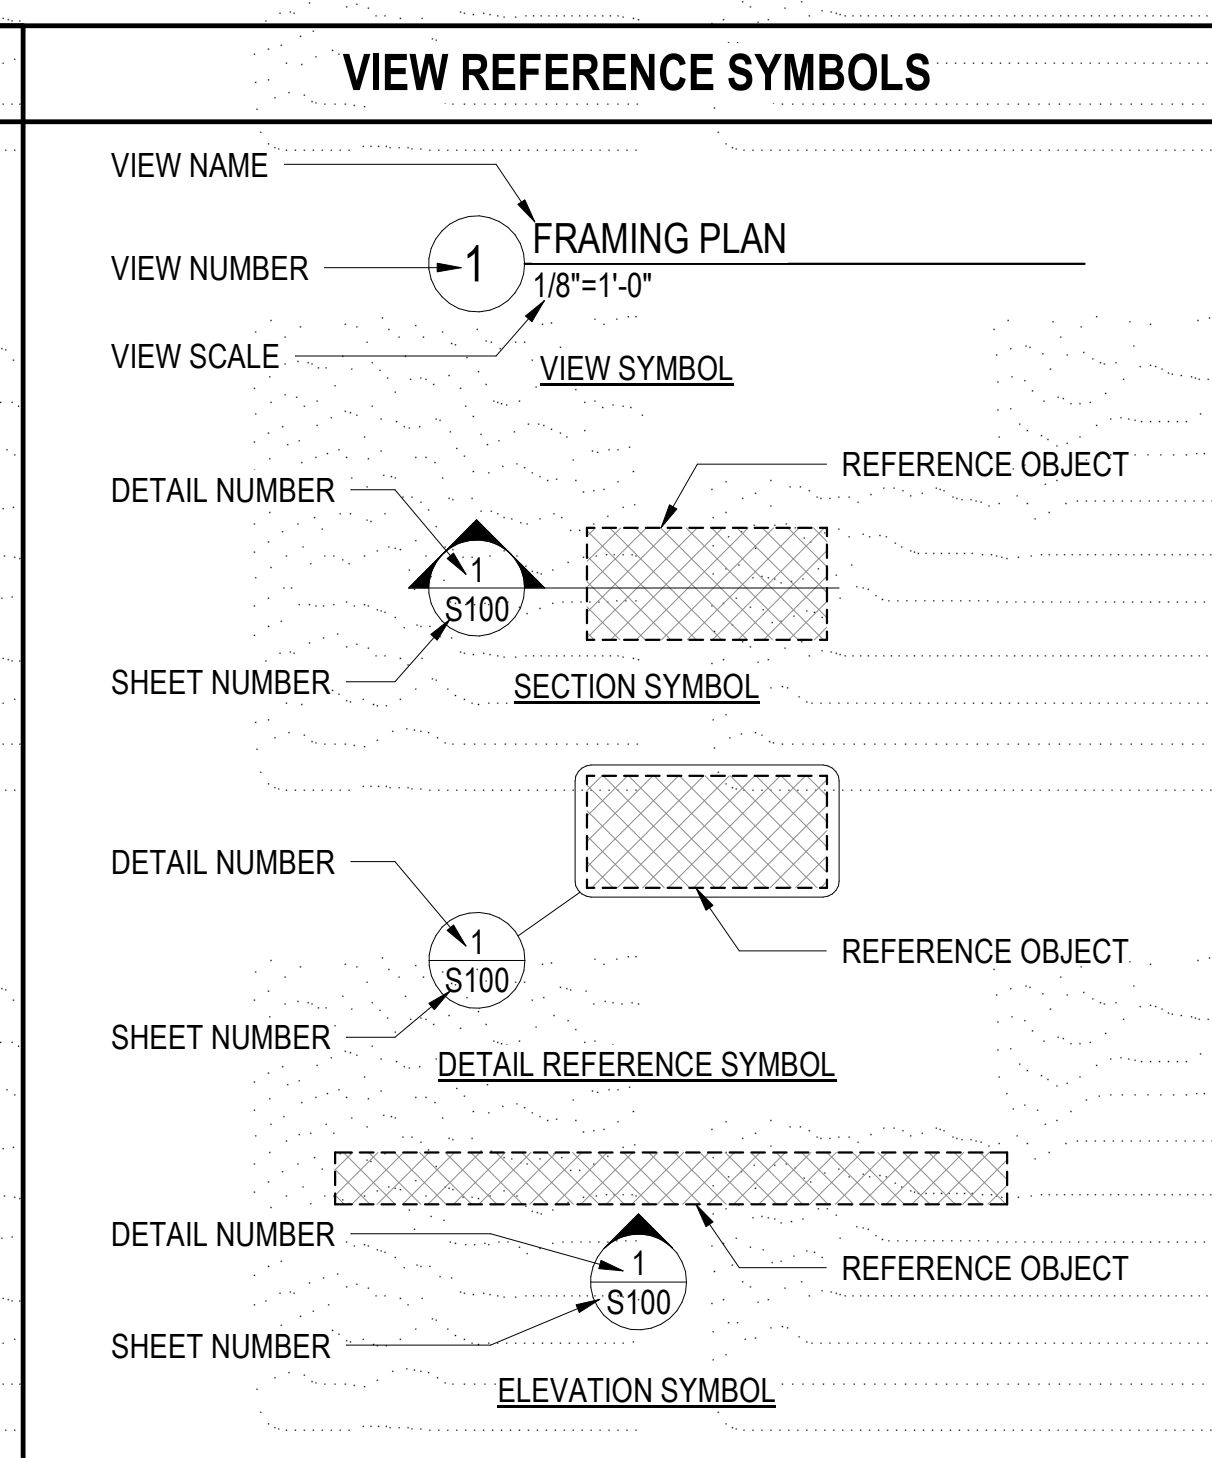 VIEW REFERENCE SYMBOLS
VIEW NAME
FRAMING PLAN
VIEW NUMBER
1
1/8"=1'-0"
VIEW SCALE
VIEW SYMBOL
REFERENCE OBJECT
DETAIL NUMBER
1
S100
SHEET NUMBER
SECTION SYMBOL
DETAIL NUMBER
1
REFERENCE OBJECT
S100
SHEET NUMBER
DETAIL REFERENCE SYMBOL
DETAIL NUMBER
1
REFERENCE OBJECT
S100
SHEET NUMBER
ELEVATION SYMBOL